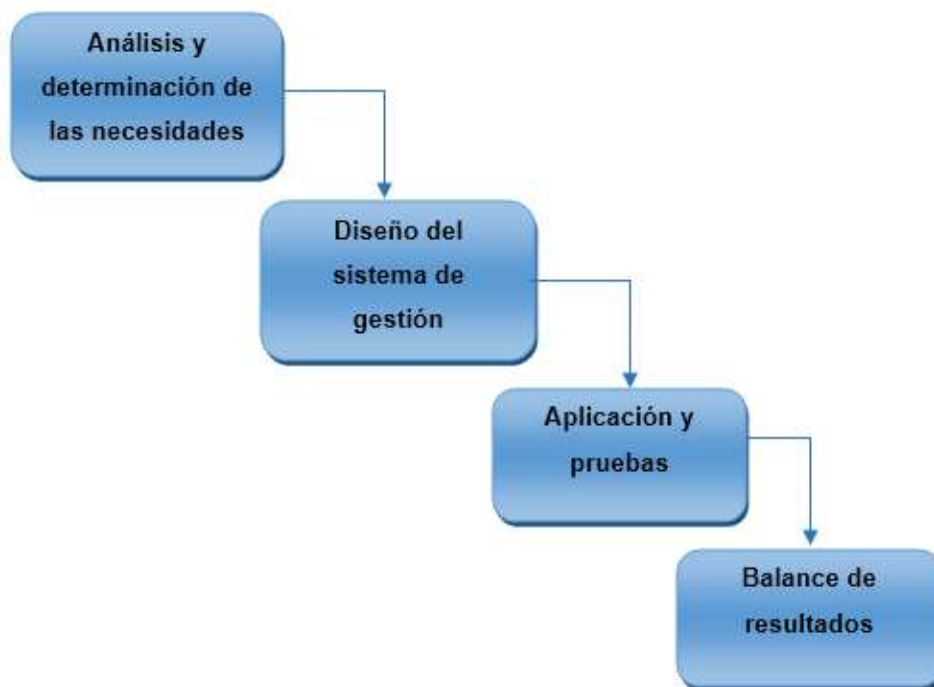 Análisis y
determinación de
las necesidades
Diseño del
sistema de
gestión
Aplicación y
pruebas
Balance de
resultados